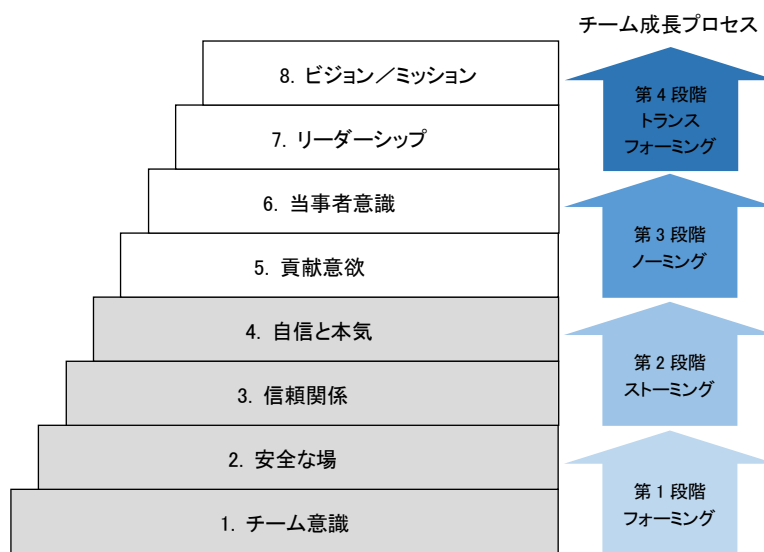 チーム成長プロセス
8. ビジョン／ミッション
7. リーダーシップ
6. 当事者意識
5. 貢献意欲
4. 自信と本気
3. 信頼関係
2. 安全な場
1. チーム意識
第4段階
トランス
フォーミング
第3段階
ノーミング
第2段階
ストーミング
第1段階
フォーミング